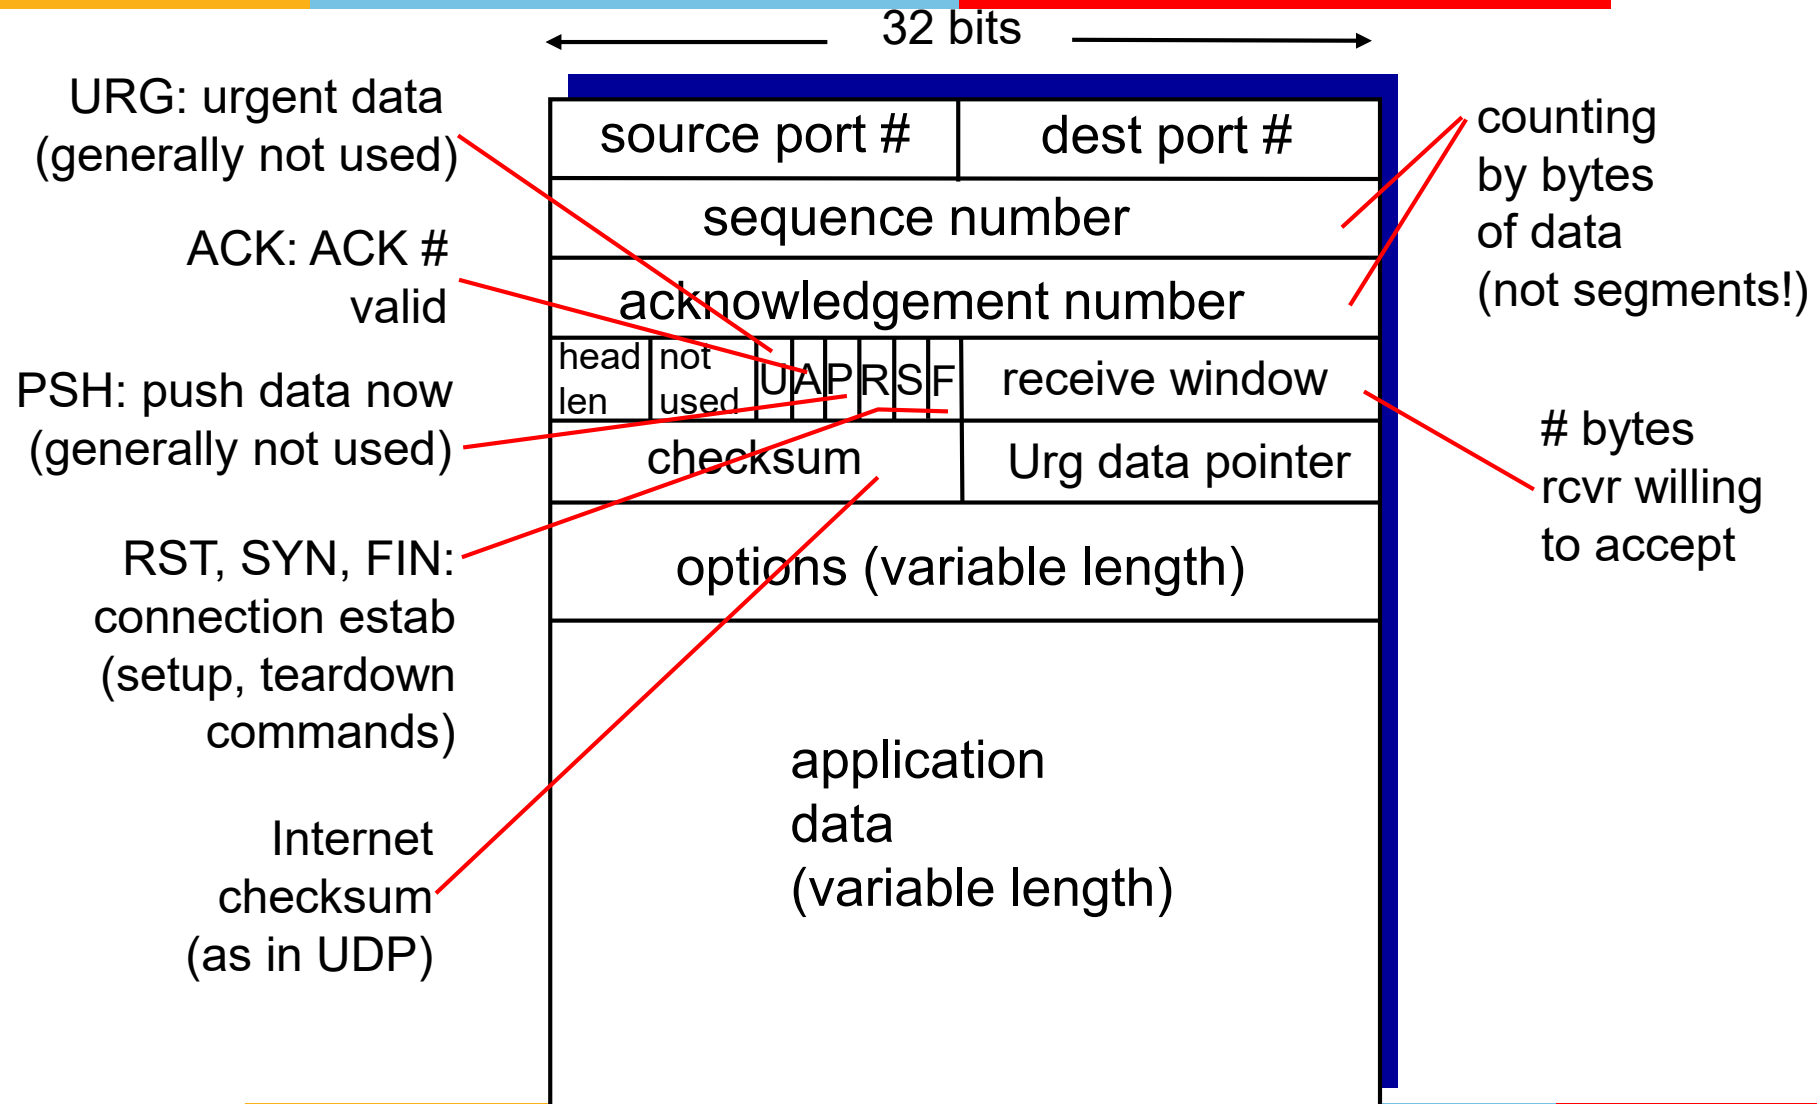 32 bits
URG: urgent data
(generally not used)
ACK: ACK #
valid
PSH: push data now
(generally not used)
RST, SYN, FIN:
connection estab
(setup, teardown
commands)
Internet
checksum
(as in UDP)
source port #
dest port #
sequence number
acknowledgement number
head
len
not
used
U
A
P
R
S
F
receive window
checksum
Urg data pointer
options (variable length)
application
data
(variable length)
counting
by bytes
of data
(not segments!)
# bytes
rcvr willing
to accept